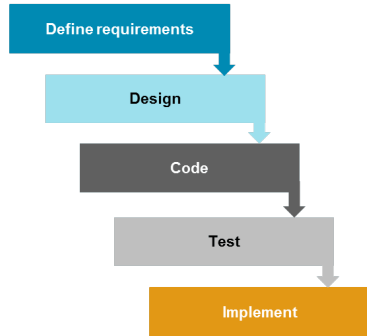 Define requirements
Design
Code
Test
Implement